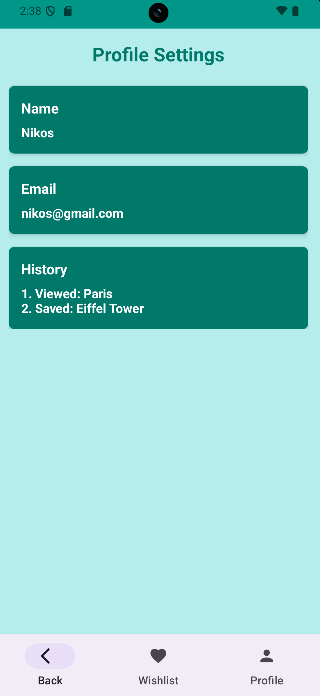 2:38
Profile Settings
Name
Nikos
Email
nikos@gmail.com
History
1. Viewed: Paris
2. Saved: Eiffel Tower
Back Wishlist Profile